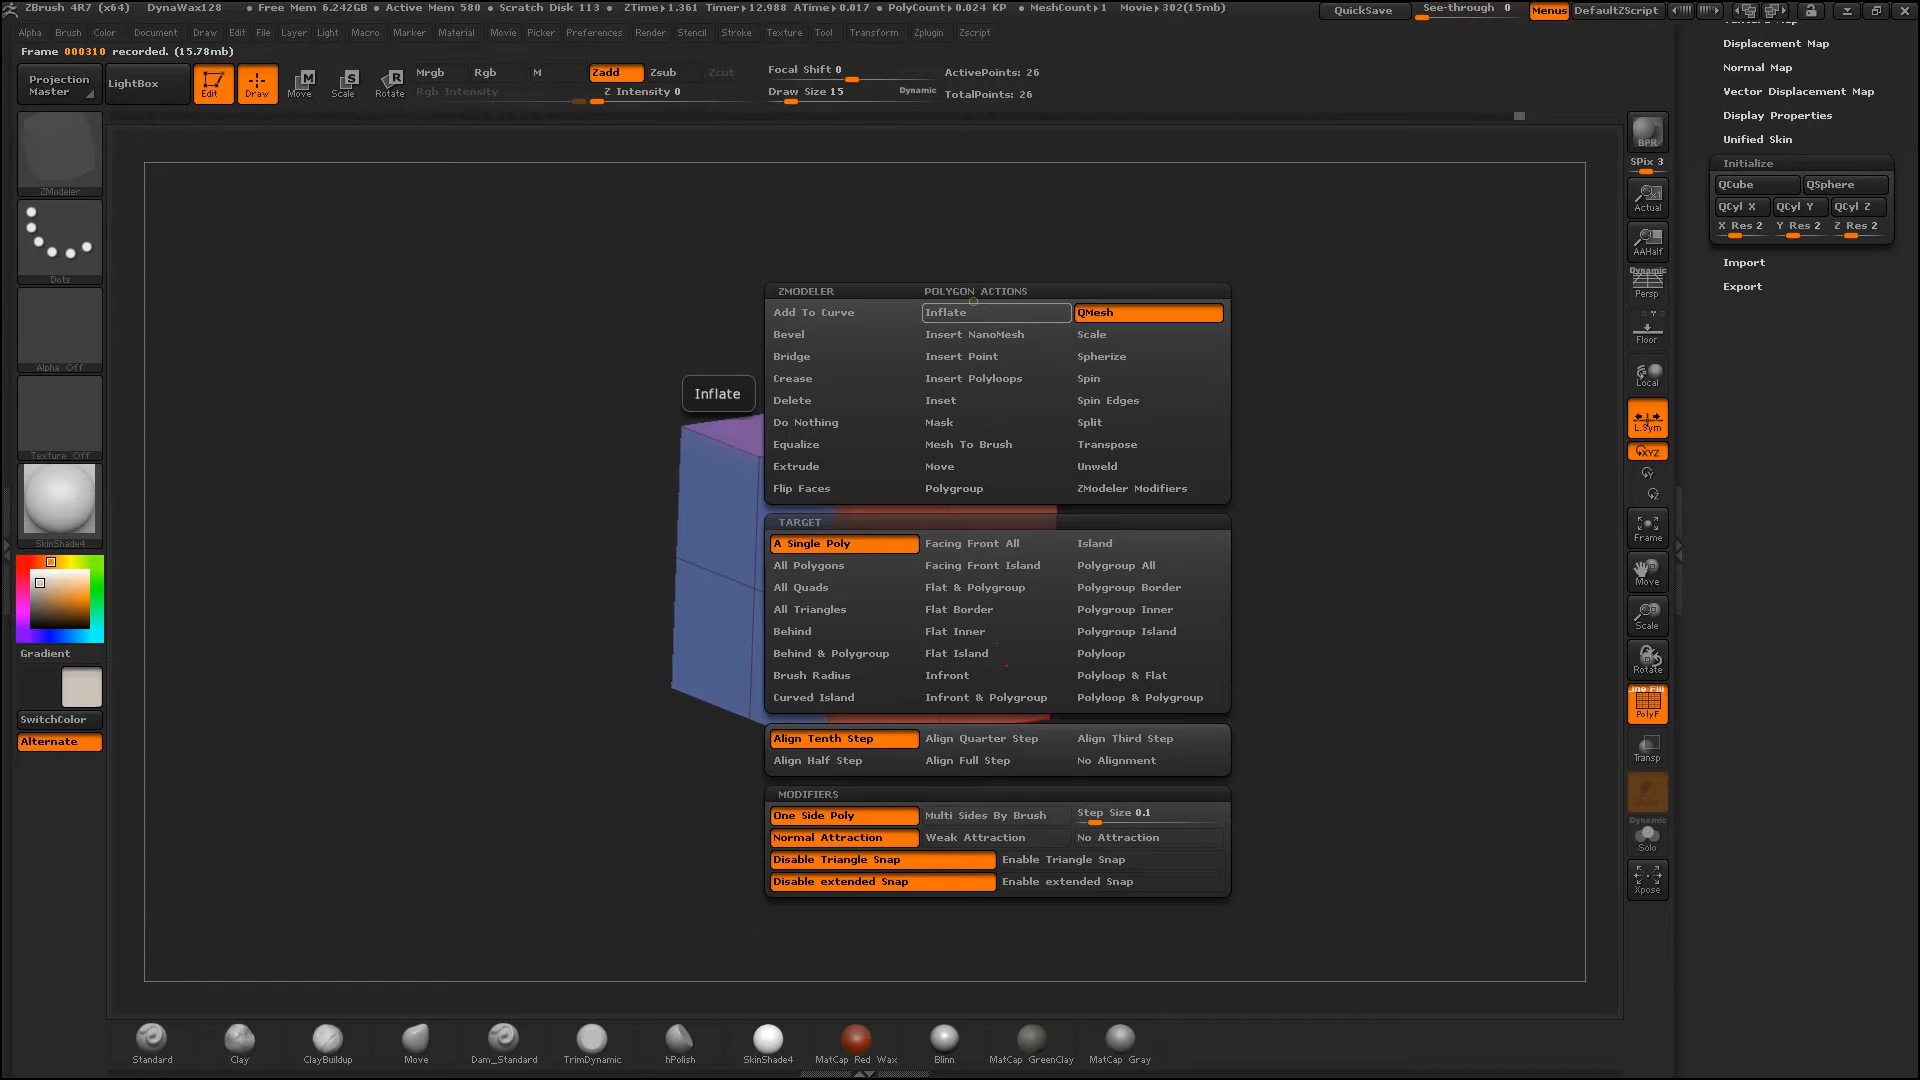 ZBrush 4R7 (x64) DynaWax128 • Free Mem 6.242GB • Active Mem 580 • Scratch Disk 113 • ZTime▸1.361 Timer▸12.988 ATime▸0.017 • PolyCount▸0.024 KP • MeshCount▸1 Movie▸302(15mb) QuickSave See-through 0 Menus DefaultZScript
Alpha Brush Color Document Draw Edit File Layer Light Macro Marker Material Movie Picker Preferences Render Stencil Stroke Texture Tool Transform Zplugin Zscript
Frame 000310 recorded. (15.78mb)
Projection Master
LightBox
Edit
Draw
Move
Scale
Rotate
Mrgb Rgb M Zadd Zsub Zcut
Rgb Intensity Z Intensity 0
Focal Shift 0
Draw Size 15 Dynamic
ActivePoints: 26
TotalPoints: 26
ZModeler
Dots
Alpha Off
Texture Off
SkinShade4
Gradient
SwitchColor
Alternate
Inflate
ZMODELER POLYGON ACTIONS
Add To Curve Inflate QMesh
Bevel Insert NanoMesh Scale
Bridge Insert Point Spherize
Crease Insert Polyloops Spin
Delete Inset Spin Edges
Do Nothing Mask Split
Equalize Mesh To Brush Transpose
Extrude Move Unweld
Flip Faces Polygroup ZModeler Modifiers
TARGET
A Single Poly Facing Front All Island
All Polygons Facing Front Island Polygroup All
All Quads Flat & Polygroup Polygroup Border
All Triangles Flat Border Polygroup Inner
Behind Flat Inner Polygroup Island
Behind & Polygroup Flat Island Polyloop
Brush Radius Infront Polyloop & Flat
Curved Island Infront & Polygroup Polyloop & Polygroup
Align Tenth Step Align Quarter Step Align Third Step
Align Half Step Align Full Step No Alignment
MODIFIERS
One Side Poly Multi Sides By Brush Step Size 0.1
Normal Attraction Weak Attraction No Attraction
Disable Triangle Snap Enable Triangle Snap
Disable extended Snap Enable extended Snap
BPR
SPix 3
Actual
AAHalf
Dynamic
Persp
Floor
Local
L.Sym
XYZ
Y
Z
Frame
Move
Scale
Rotate
Line Fill
PolyF
Transp
Dynamic
Solo
Xpose
Displacement Map
Normal Map
Vector Displacement Map
Display Properties
Unified Skin
Initialize
QCube QSphere
QCyl X QCyl Y QCyl Z
X Res 2 Y Res 2 Z Res 2
Import
Export
Standard Clay ClayBuildup Move Dam_Standard TrimDynamic hPolish SkinShade4 MatCap Red Wax Blinn MatCap GreenClay MatCap Gray